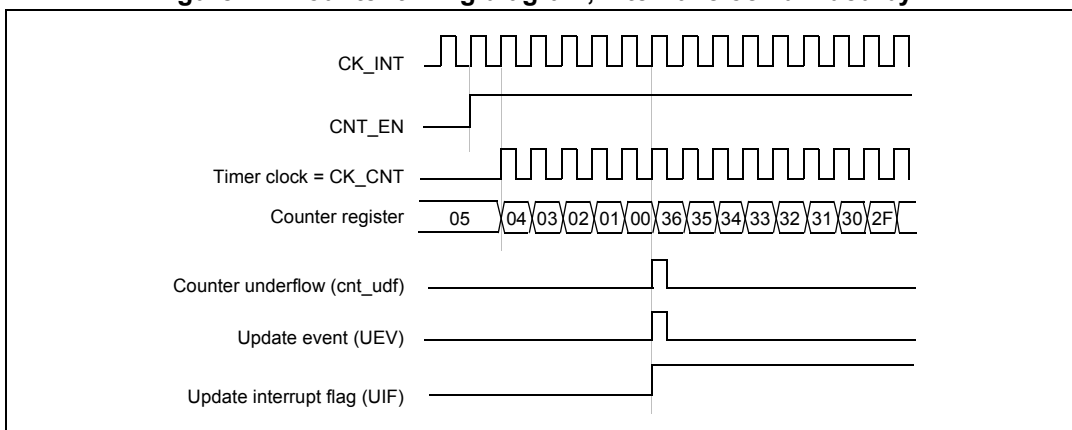 CK_INT
CNT_EN
Timer clock = CK_CNT
Counter register 05 04 03 02 01 00 36 35 34 33 32 31 30 2F
Counter underflow (cnt_udf)
Update event (UEV)
Update interrupt flag (UIF)